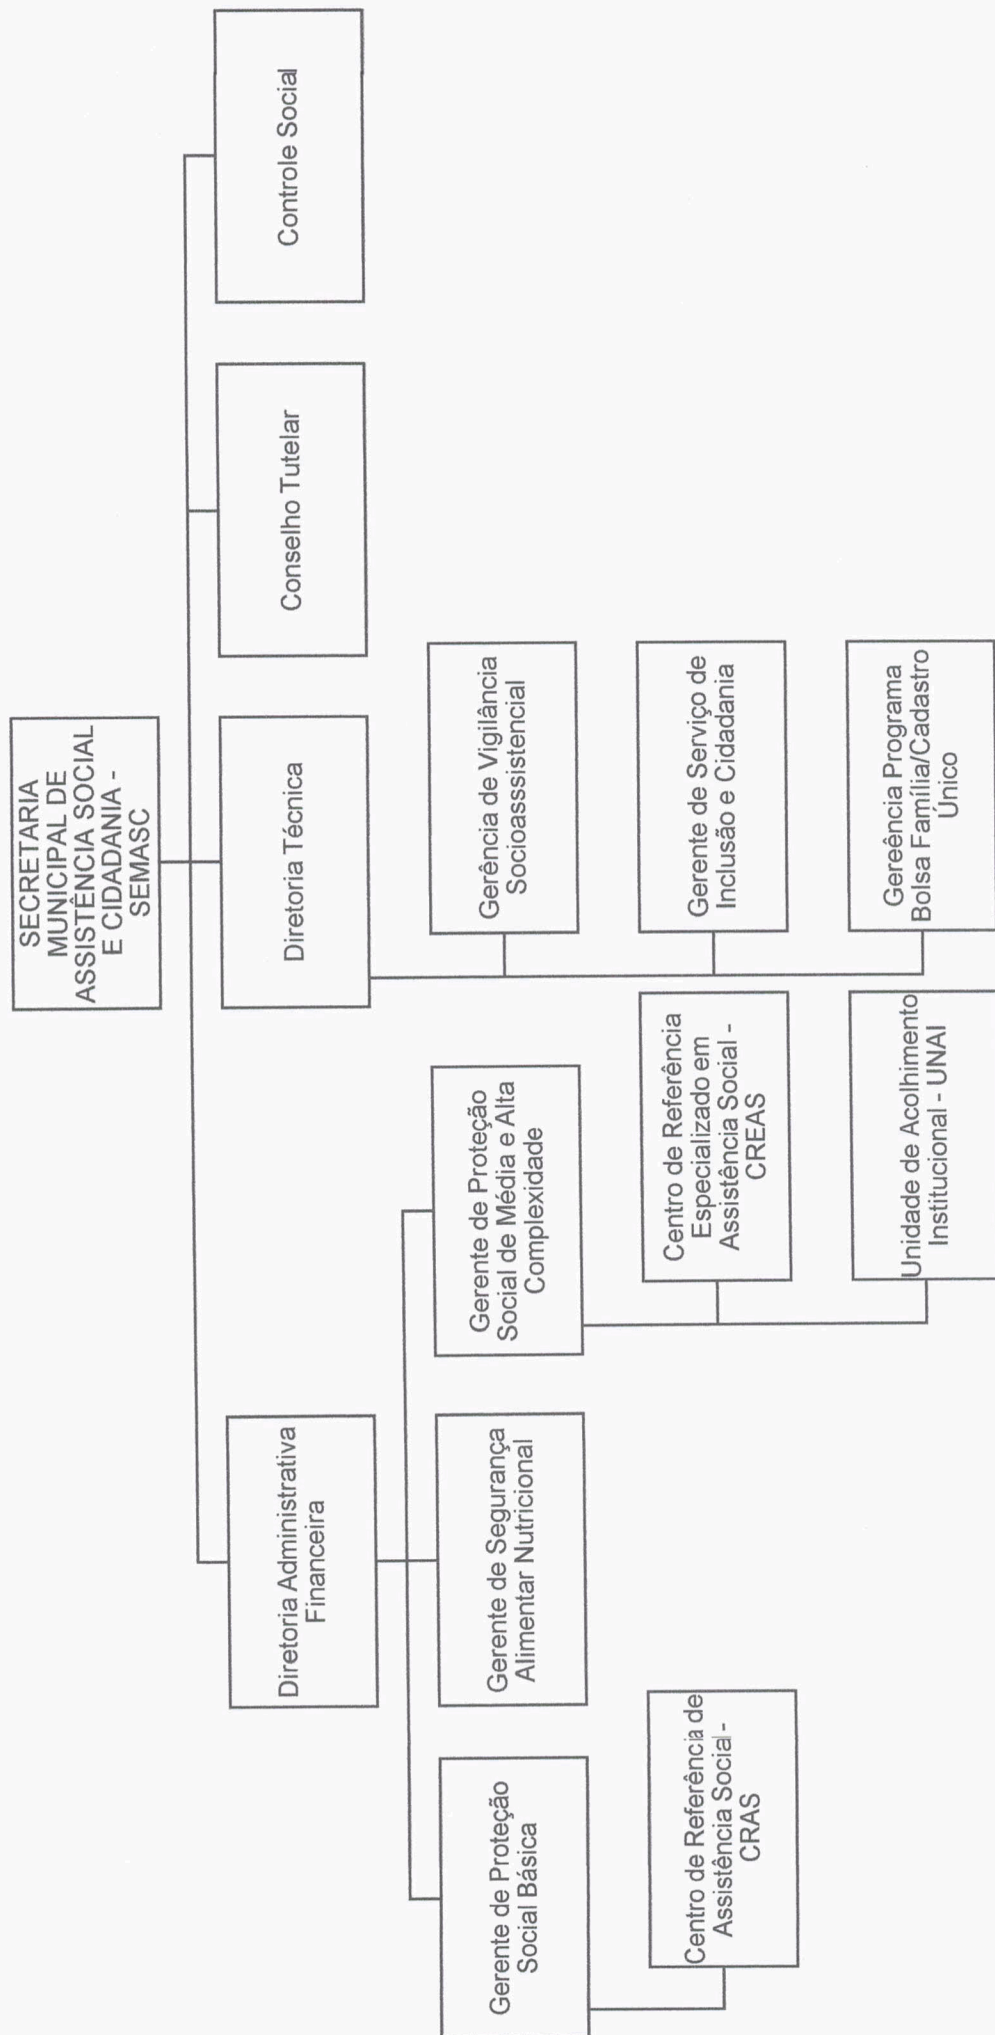 SECRETARIA
MUNICIPAL DE
ASSISTÊNCIA SOCIAL
E CIDADANIA -
SEMASC
Diretoria Administrativa
Financeira
Diretoria Técnica
Conselho Tutelar
Controle Social
Gerente de Proteção
Social Básica
Gerente de Segurança
Alimentar Nutricional
Gerente de Proteção
Social de Média e Alta
Complexidade
Gerência de Vigilância
Socioasssistencial
Centro de Referência de
Assistência Social-
CRAS
Centro de Referência
Especializado em
Assistência Social -
CREAS
Gerente de Serviço de
Inclusão e Cidadania
Unidade de Acolhimento
Institucional - UNAI
Gereência Programa
Bolsa Família/Cadastro
Único